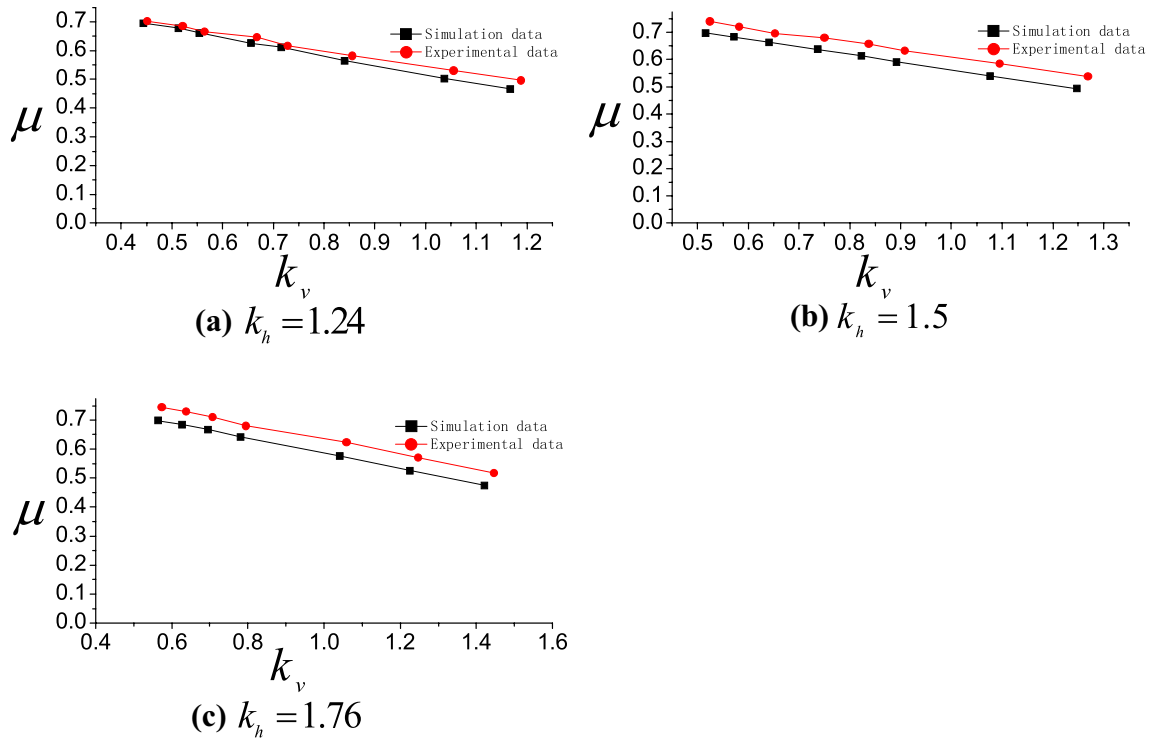 μ
0.7
0.6
0.5
0.4
0.3
0.2
0.1
0.0
0.4 0.5 0.6 0.7 0.8 0.9 1.0 1.1 1.2
Simulation data
Experimental data
k_v
(a) k_h = 1.24
μ
0.7
0.6
0.5
0.4
0.3
0.2
0.1
0.0
0.5 0.6 0.7 0.8 0.9 1.0 1.1 1.2 1.3
Simulation data
Experimental data
k_v
(b) k_h = 1.5
μ
0.7
0.6
0.5
0.4
0.3
0.2
0.1
0.0
0.4 0.6 0.8 1.0 1.2 1.4 1.6
Simulation data
Experimental data
k_v
(c) k_h = 1.76